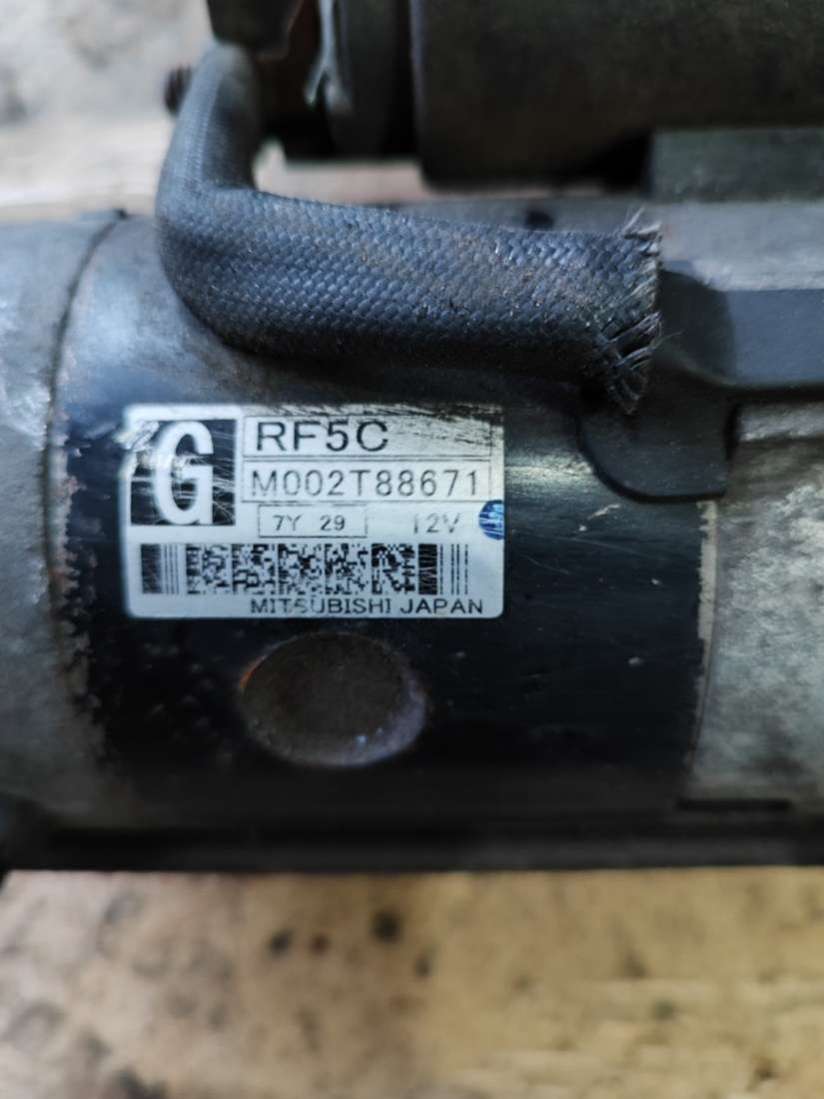 G RF5C
M002T88671
7Y 29 12V
MITSUBISHI JAPAN